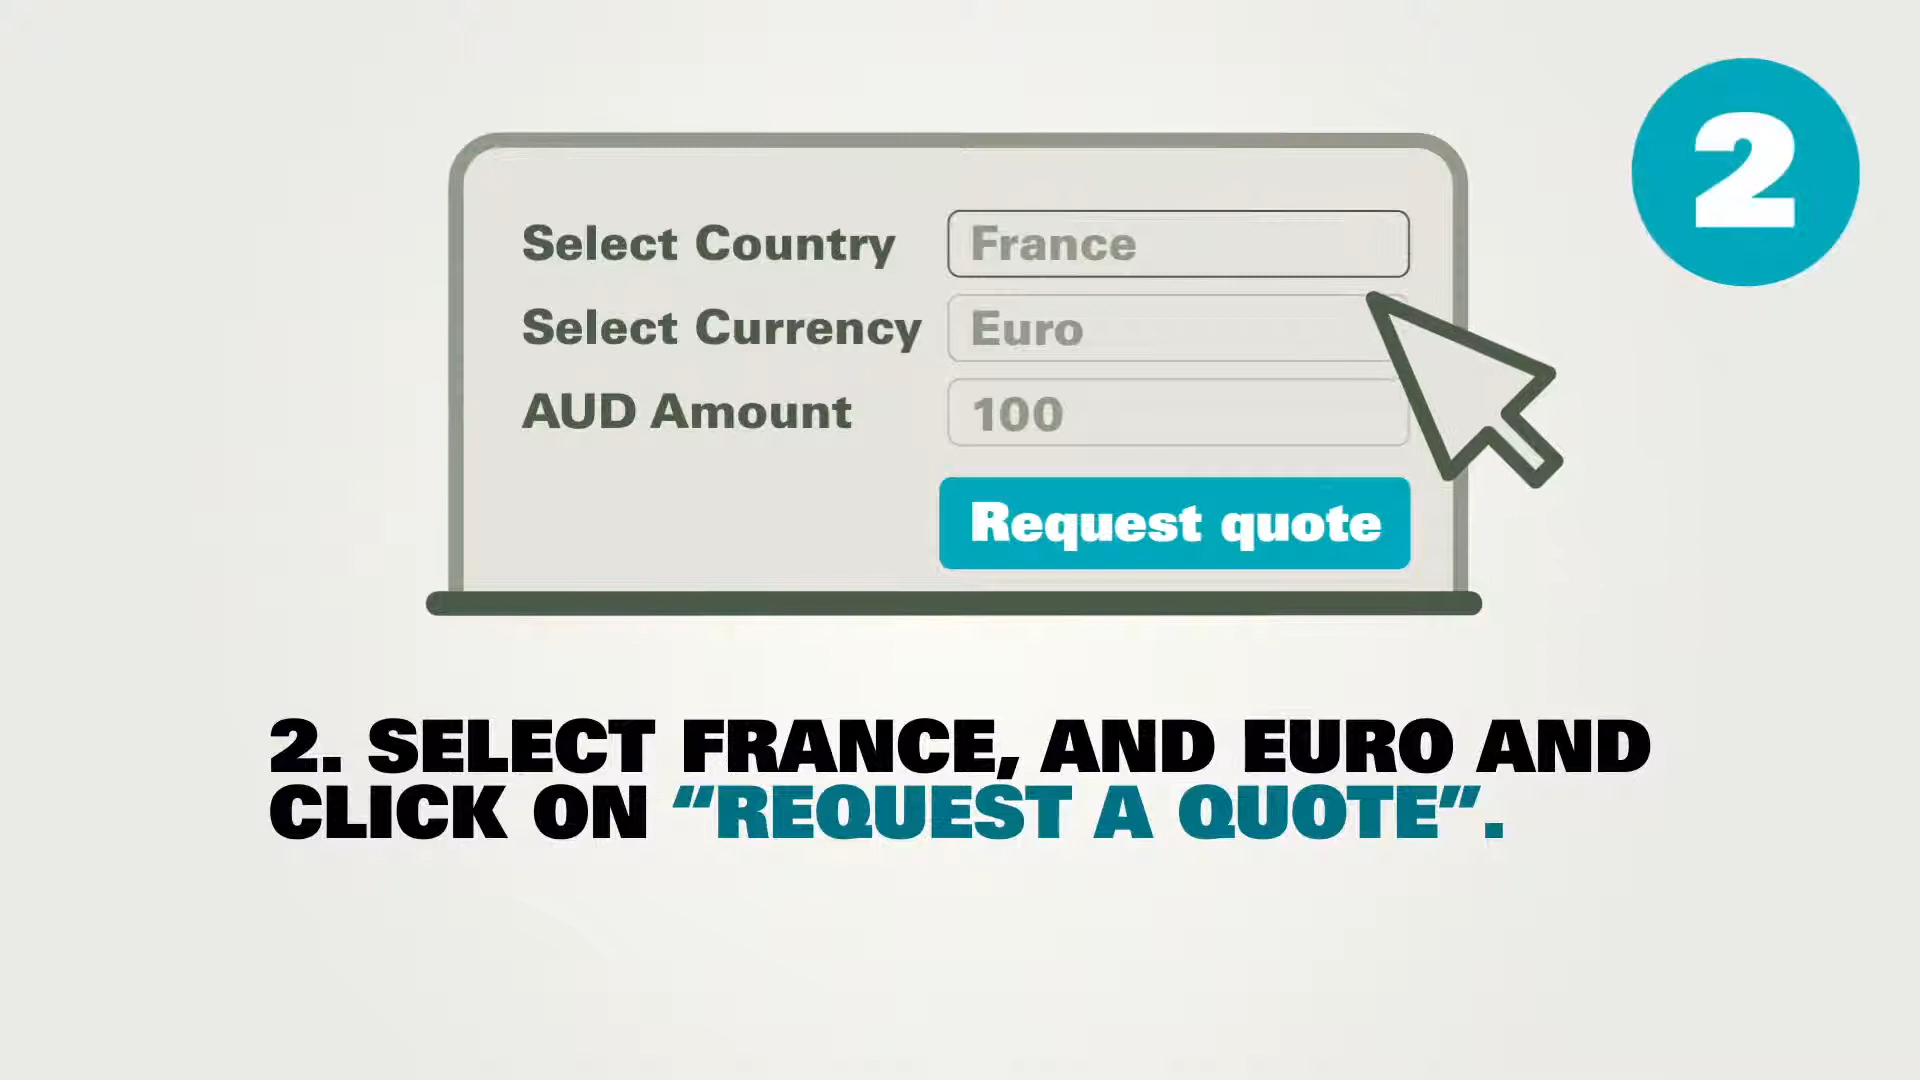 2
Select Country France
Select Currency Euro
AUD Amount 100
Request quote
2. SELECT FRANCE, AND EURO AND
CLICK ON “REQUEST A QUOTE”.